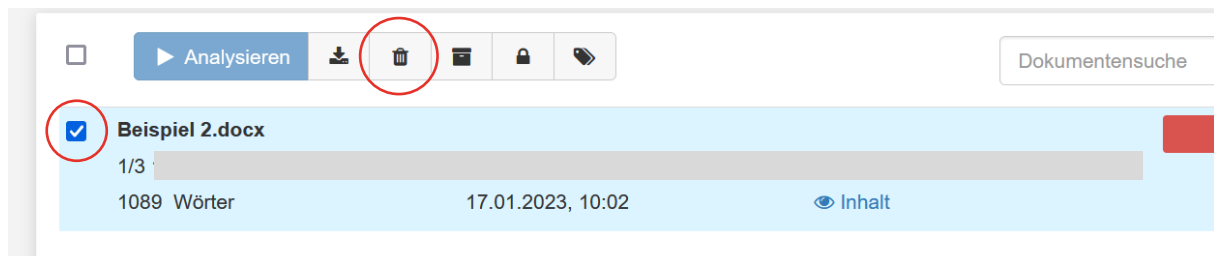 Analysieren
Dokumentensuche
Beispiel 2.docx
1/3
1089 Wörter 17.01.2023, 10:02 Inhalt